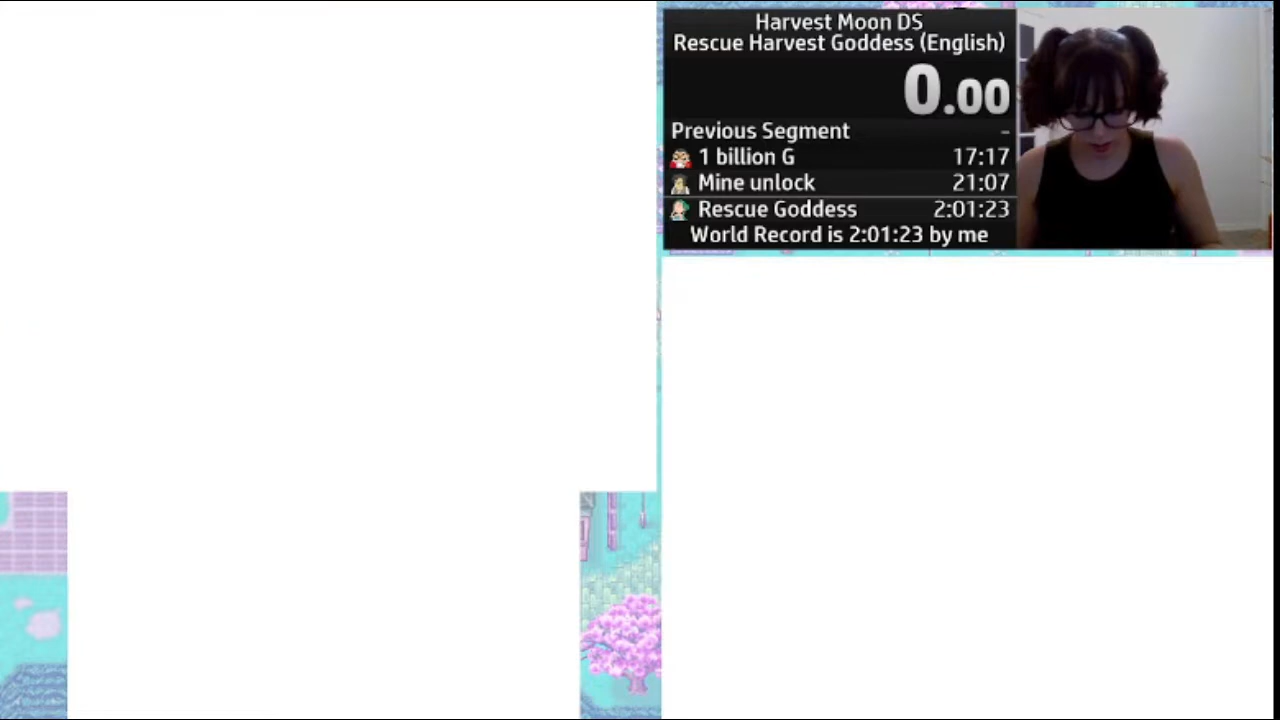 Harvest Moon DS
Rescue Harvest Goddess (English)
0.00
Previous Segment -
1 billion G 17:17
Mine unlock 21:07
Rescue Goddess 2:01:23
World Record is 2:01:23 by me